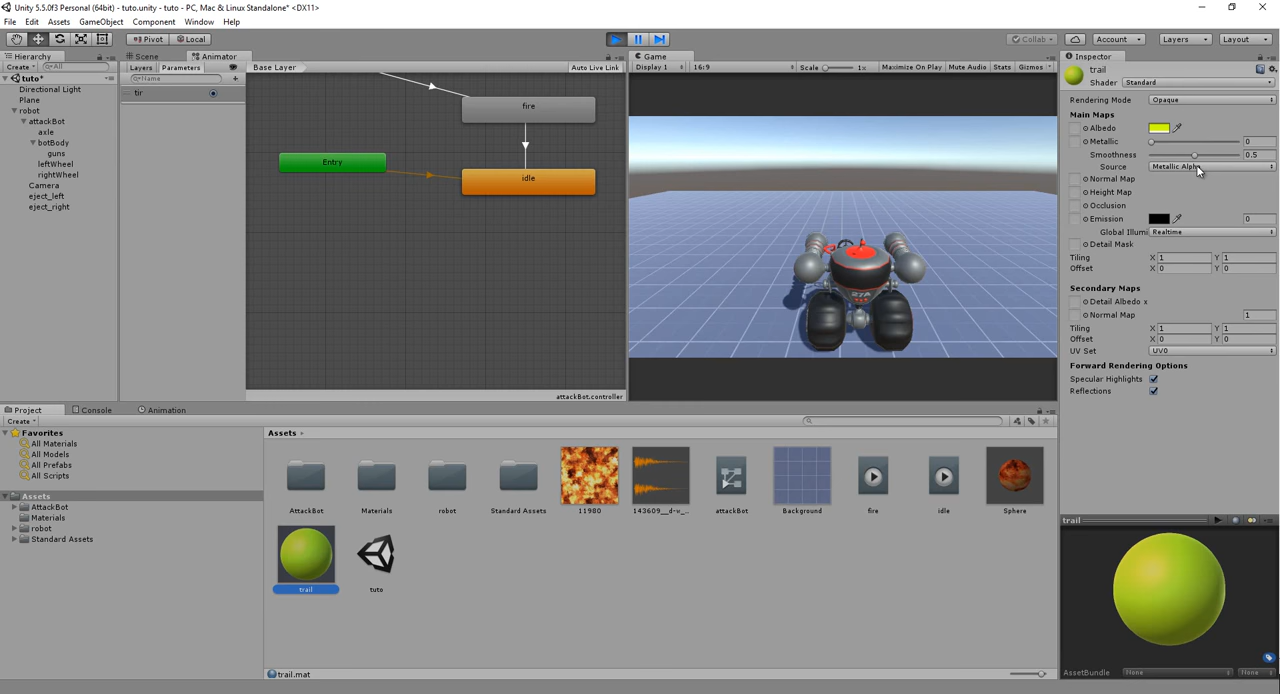 Unity 5.5.0f3 Personal (64bit) - tuto.unity - tuto - PC, Mac & Linux Standalone* <DX11>
File Edit Assets GameObject Component Window Help
Pivot Local Collab Account Layers Layout
Hierarchy Scene Animator Game Inspector
Create All Layers Parameters Base Layer Auto Live Link Display 1 16:9 Scale 1x Maximize On Play Mute Audio Stats Gizmos
trail
Shader Standard
tuto*
Directional Light
Plane
robot
attackBot
axle
botBody
guns
leftWheel
rightWheel
Camera
eject_left
eject_right
Name
tir
fire
Entry
idle
attackBot.controller
27A
Rendering Mode Opaque
Main Maps
Albedo
Metallic 0
Smoothness 0.5
Source Metallic Alpha
Normal Map
Height Map
Occlusion
Emission 0
Global Illumi Realtime
Detail Mask
Tiling X 1 Y 1
Offset X 0 Y 0
Secondary Maps
Detail Albedo x
Normal Map 1
Tiling X 1 Y 1
Offset X 0 Y 0
UV Set UV0
Forward Rendering Options
Specular Highlights
Reflections
Project Console Animation
Create
Favorites
All Materials
All Models
All Prefabs
All Scripts
Assets
AttackBot
Materials
robot
Standard Assets
Assets
AttackBot Materials robot Standard Assets 11980 143609__d-w_... attackBot Background fire idle Sphere
trail tuto
trail.mat
trail
AssetBundle None None